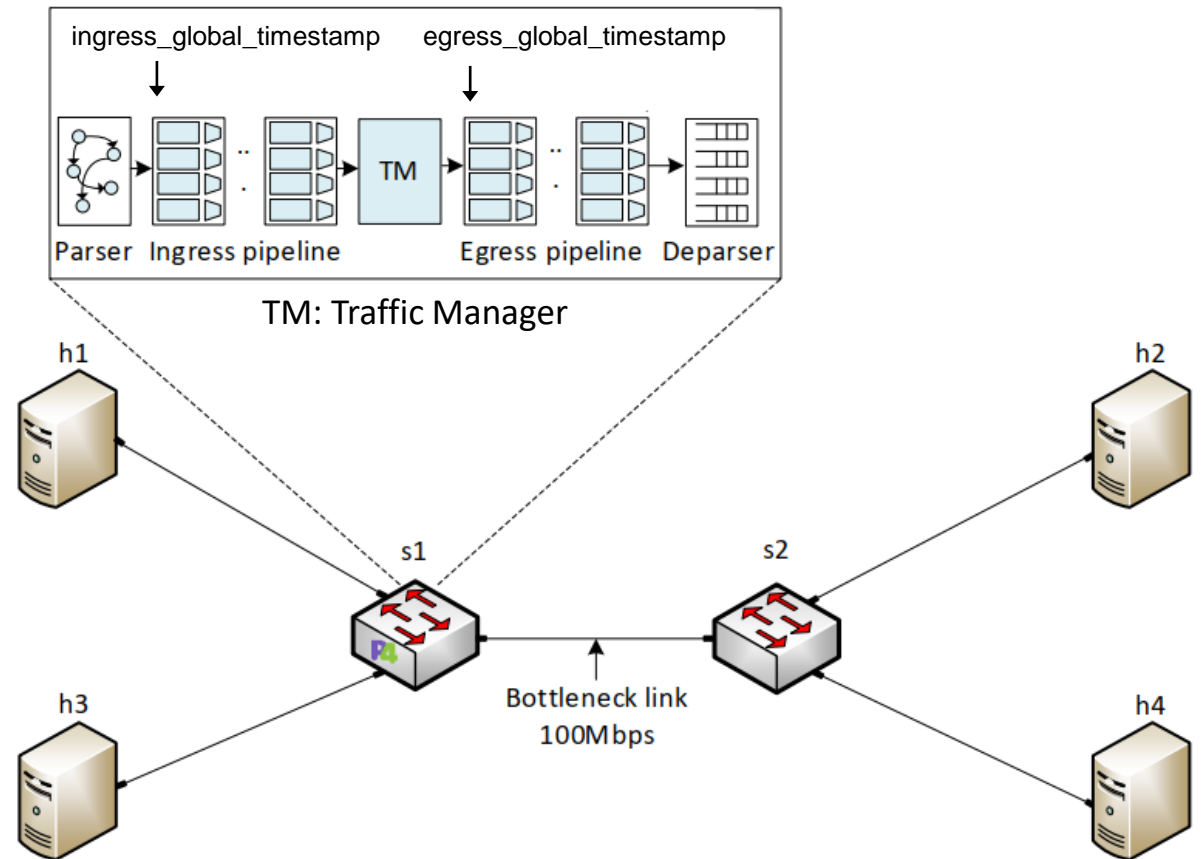 ingress_global_timestamp
egress_global_timestamp
..
.
TM
..
.
Parser
Ingress pipeline
Egress pipeline
Deparser
TM: Traffic Manager
h1
h2
s1
s2
P4
Bottleneck link
100Mbps
h3
h4